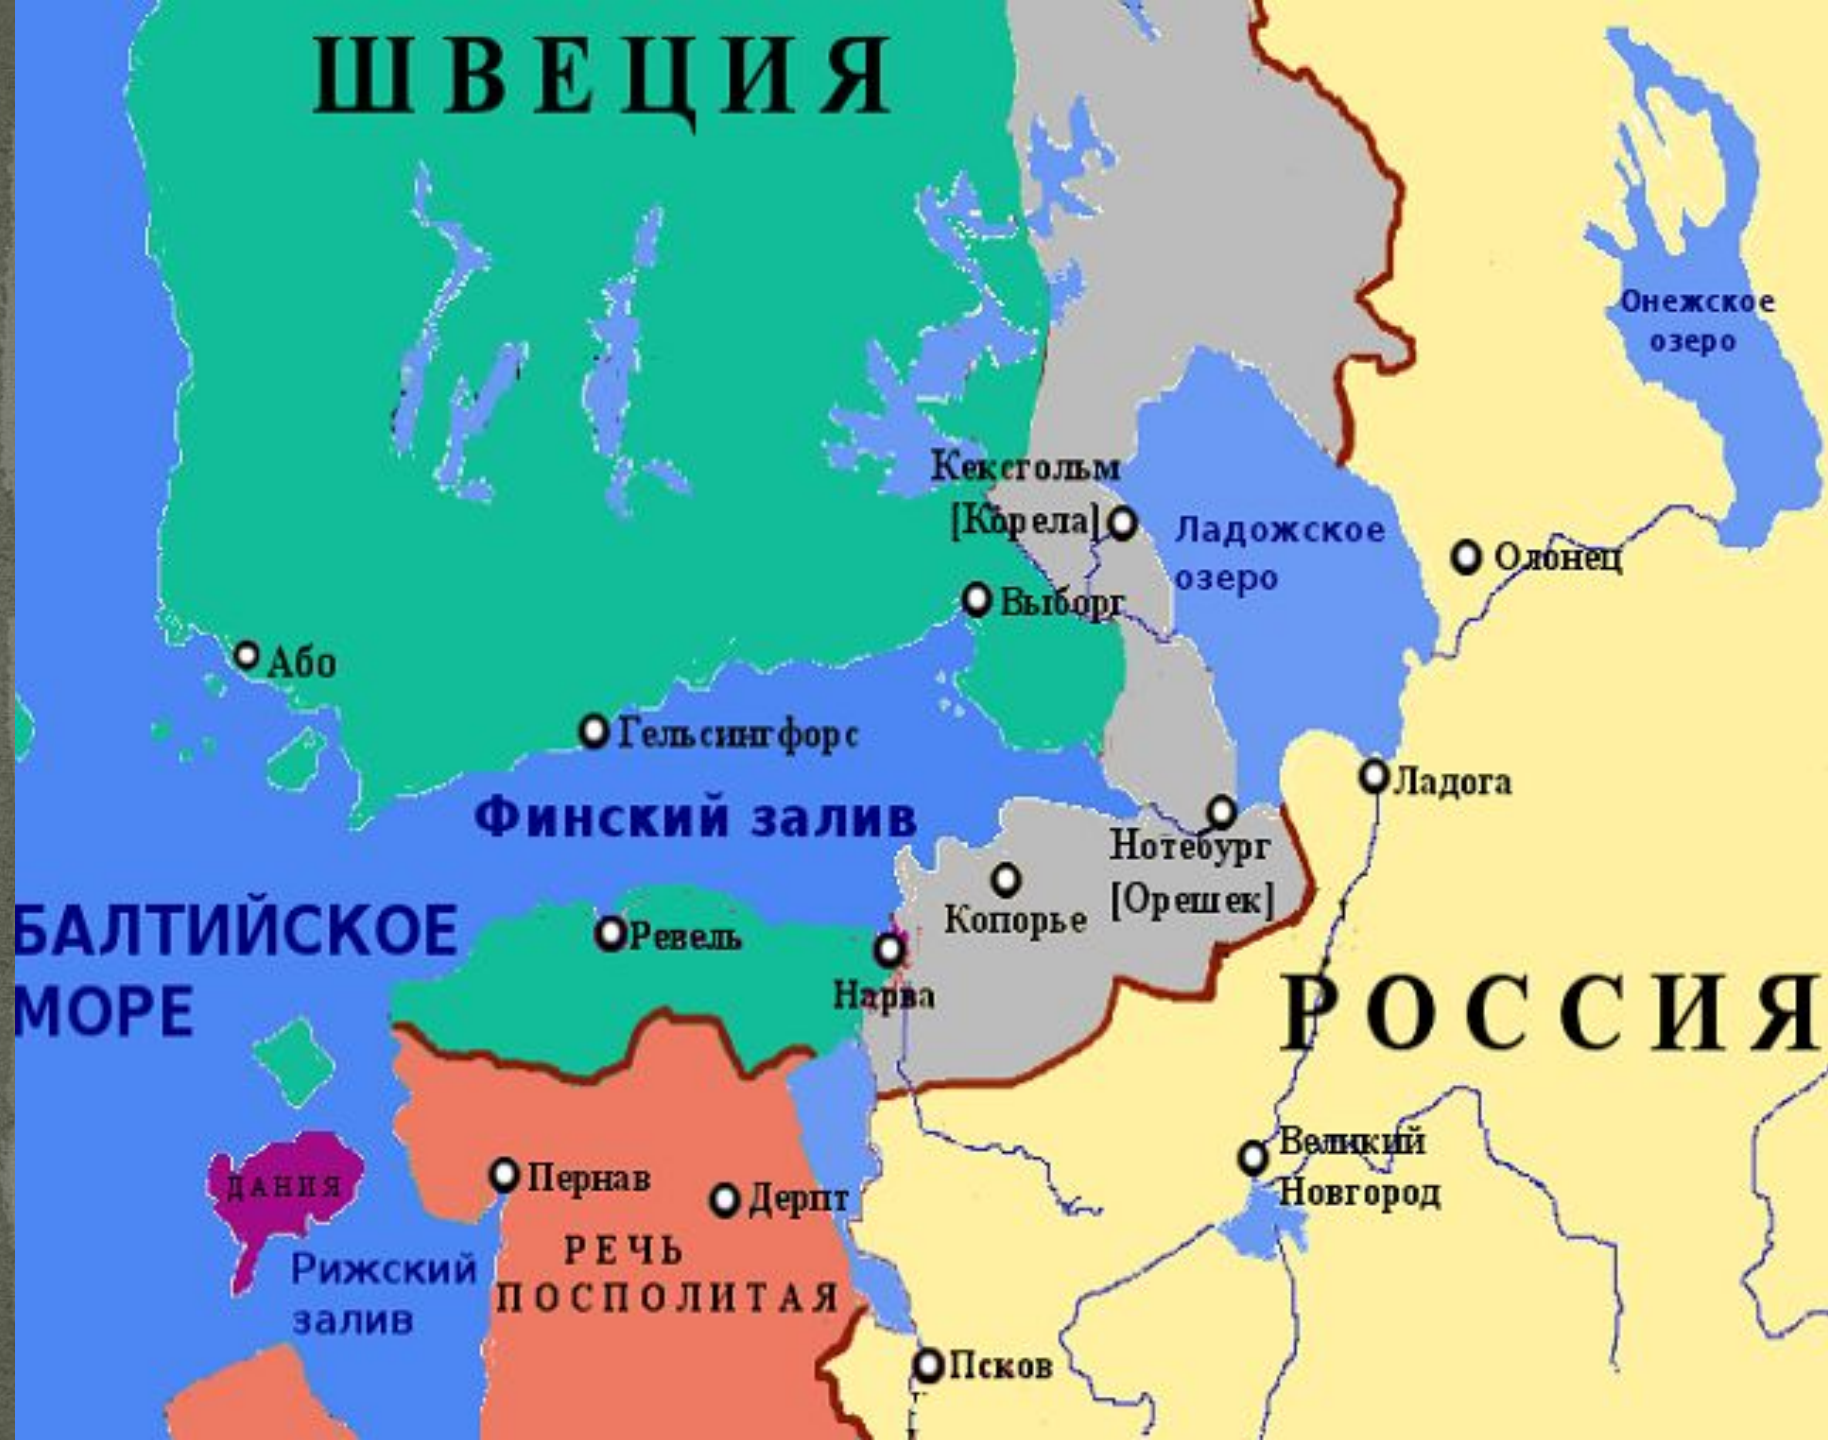 ШВЕЦИЯ
Онежское
озеро
Кексгольм
[Корела]
Ладожское
озеро
Олонец
Выборг
Або
Гельсингфорс
Ладога
Финский залив
Нотебург
[Орешек]
Копорье
БАЛТИЙСКОЕ
МОРЕ
Ревель
Нарва
РОССИЯ
Великий
Новгород
ДАНИЯ
Пернав
Дерпт
РЕЧЬ
ПОСПОЛИТАЯ
Рижский
залив
Псков